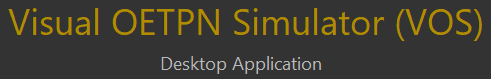 Visual OETPN Simulator (VOS)
Desktop Application